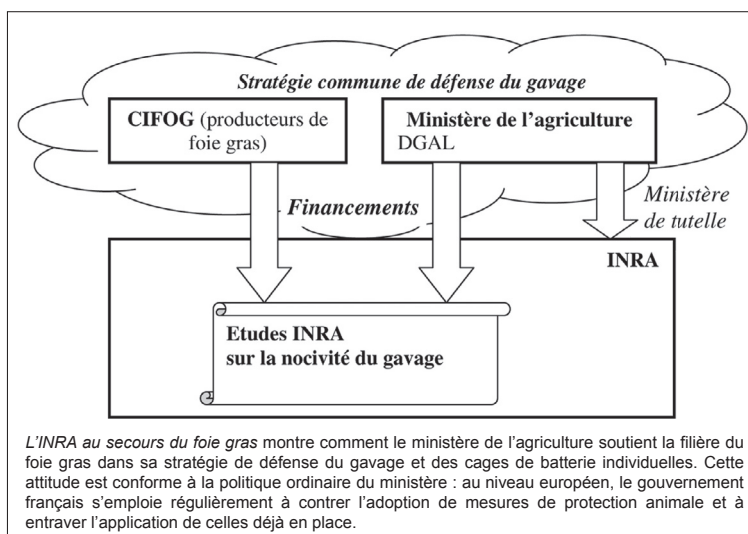 Stratégie commune de défense du gavage
CIFOG (producteurs de
foie gras)
Ministère de l'agriculture
DGAL
Financements
Ministère
de tutelle
INRA
Etudes INRA
sur la nocivité du gavage
L'INRA au secours du foie gras montre comment le ministère de l'agriculture soutient la filière du
foie gras dans sa stratégie de défense du gavage et des cages de batterie individuelles. Cette
attitude est conforme à la politique ordinaire du ministère : au niveau européen, le gouvernement
français s'emploie régulièrement à contrer l'adoption de mesures de protection animale et à
entraver l'application de celles déjà en place.